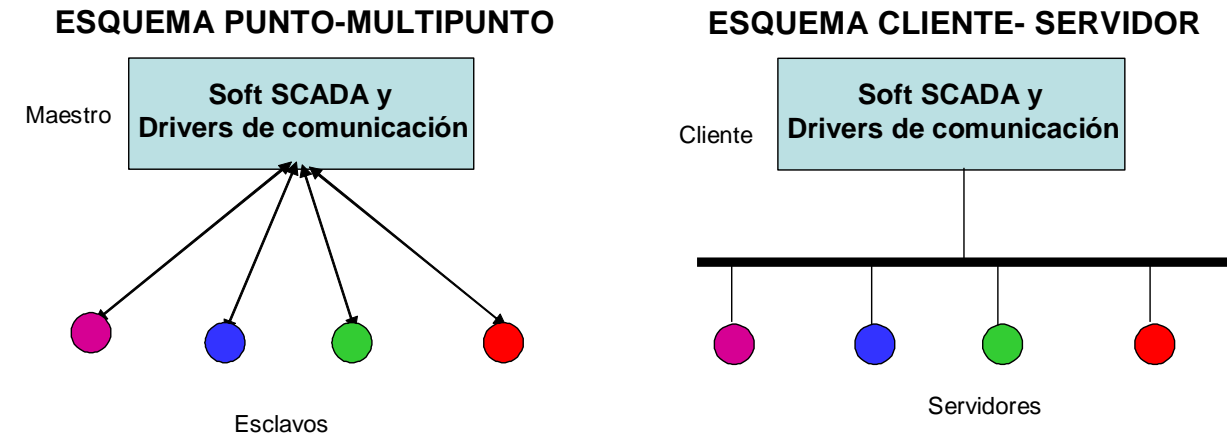 ESQUEMA PUNTO-MULTIPUNTO
Maestro
Soft SCADA y
Drivers de comunicación
Esclavos
ESQUEMA CLIENTE- SERVIDOR
Cliente
Soft SCADA y
Drivers de comunicación
Servidores